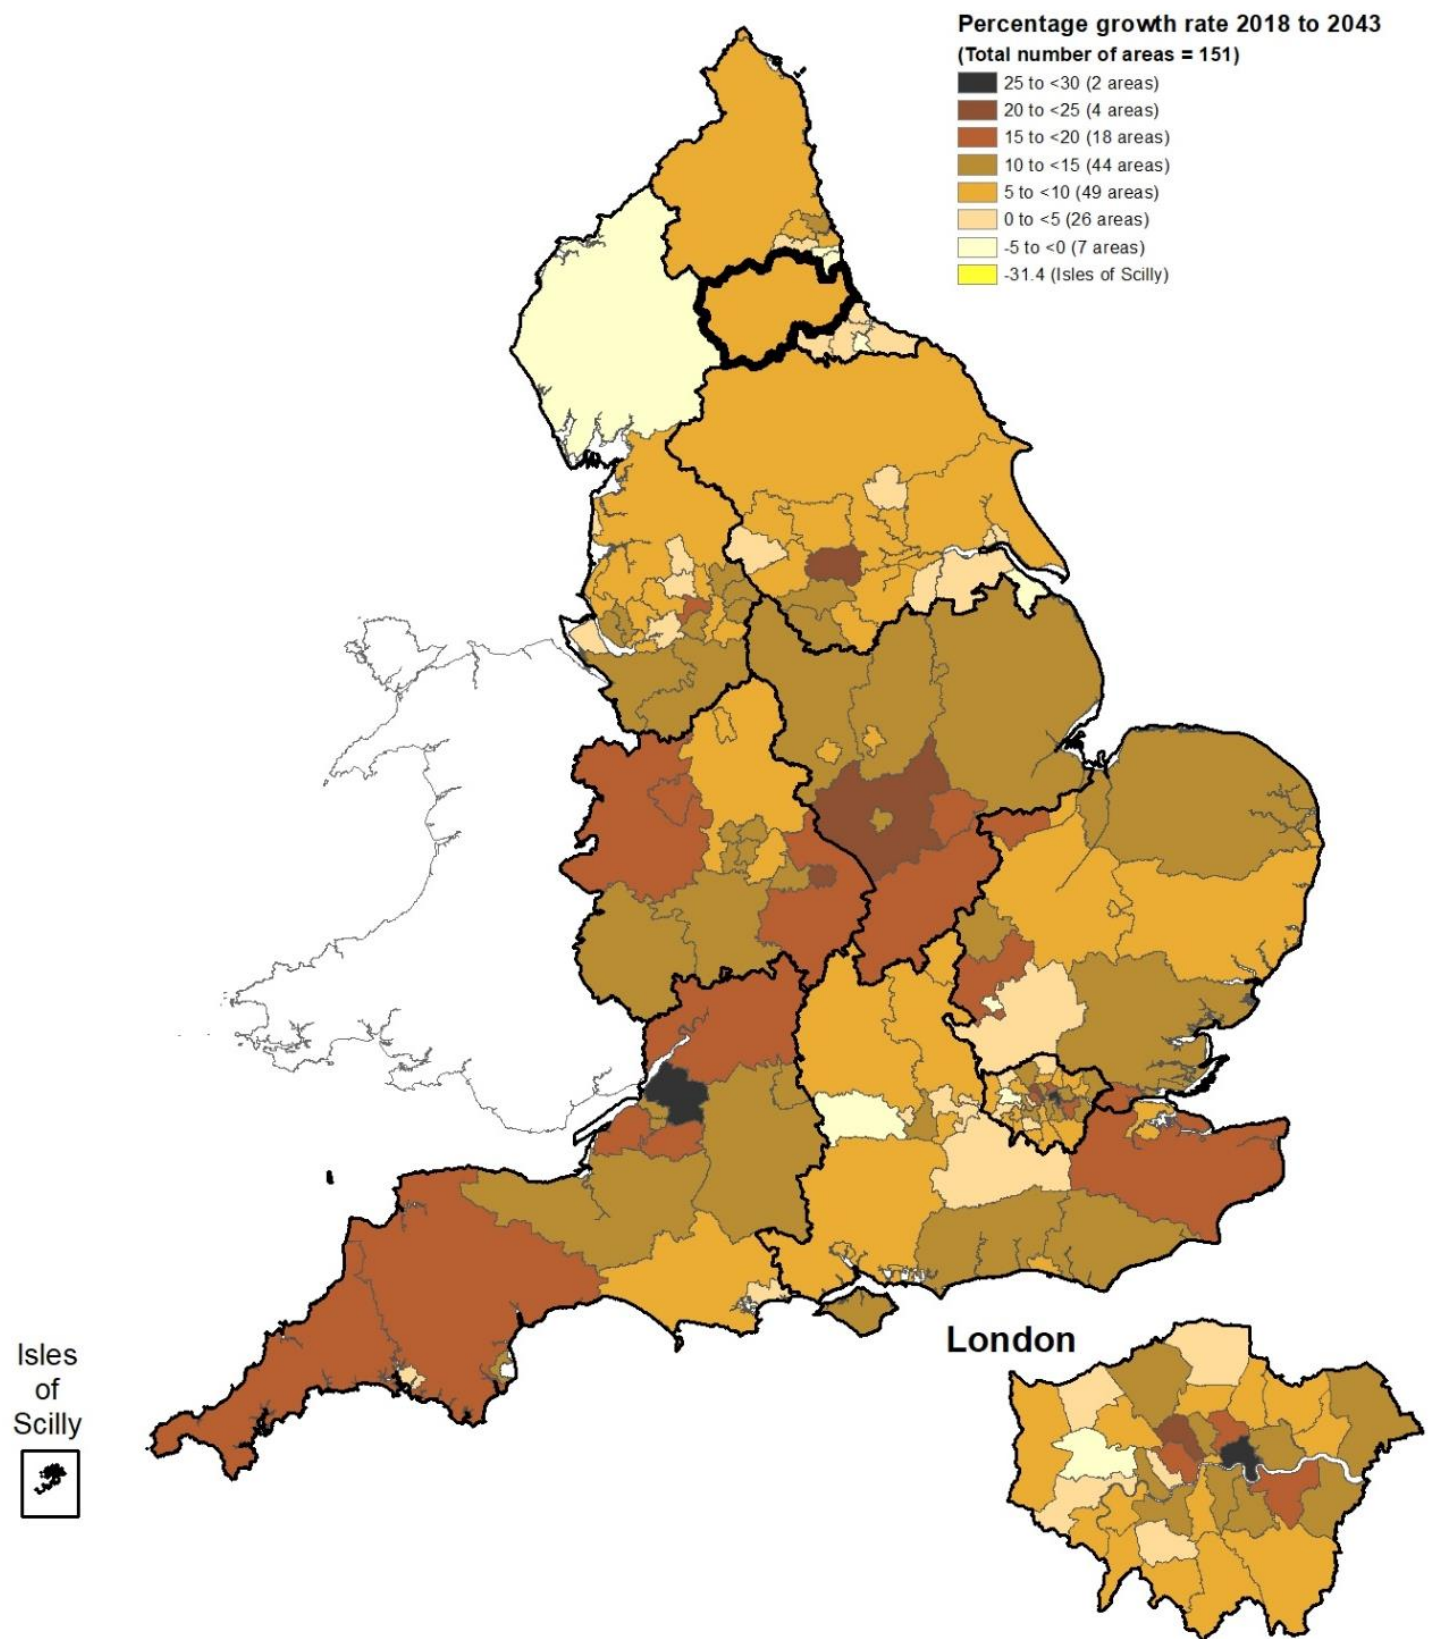 Percentage growth rate 2018 to 2043
(Total number of areas = 151)
25 to <30 (2 areas)
20 to <25 (4 areas)
15 to <20 (18 areas)
10 to <15 (44 areas)
5 to <10 (49 areas)
0 to <5 (26 areas)
-5 to <0 (7 areas)
-31.4 (Isles of Scilly)
London
Isles
of
Scilly